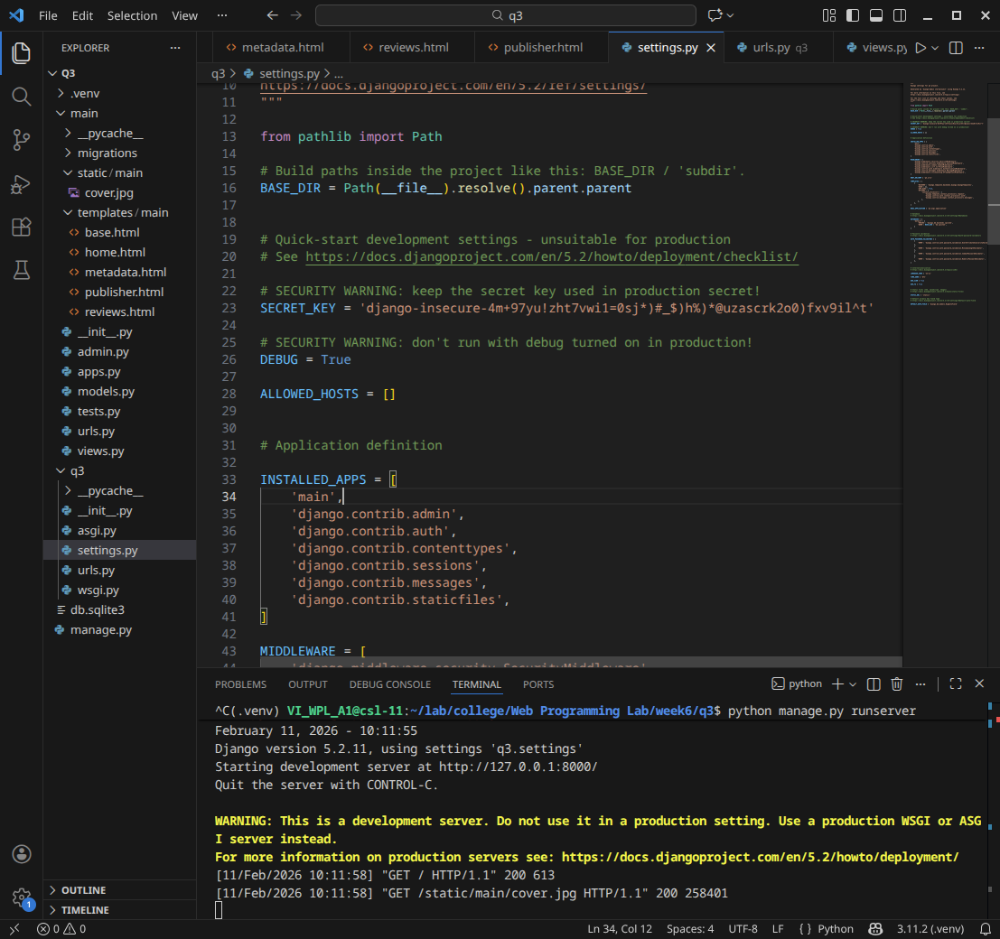 File Edit Selection View ··· q3
EXPLORER ···
metadata.html reviews.html publisher.html settings.py urls.py q3 views.py
Q3
q3 > settings.py > ...
.venv
main
__pycache__
migrations
static / main
cover.jpg
templates / main
base.html
home.html
metadata.html
publisher.html
reviews.html
__init__.py
admin.py
apps.py
models.py
tests.py
urls.py
views.py
q3
__pycache__
__init__.py
asgi.py
settings.py
urls.py
wsgi.py
db.sqlite3
manage.py
OUTLINE
TIMELINE
10 https://docs.djangoproject.com/en/5.2/ref/settings/
11 """
12
13 from pathlib import Path
14
15 # Build paths inside the project like this: BASE_DIR / 'subdir'.
16 BASE_DIR = Path(__file__).resolve().parent.parent
17
18
19 # Quick-start development settings - unsuitable for production
20 # See https://docs.djangoproject.com/en/5.2/howto/deployment/checklist/
21
22 # SECURITY WARNING: keep the secret key used in production secret!
23 SECRET_KEY = 'django-insecure-4m+97yu!zht7vwi1=0sj*)#_$)h%)*@uzascrk2o0)fxv9il^t'
24
25 # SECURITY WARNING: don't run with debug turned on in production!
26 DEBUG = True
27
28 ALLOWED_HOSTS = []
29
30
31 # Application definition
32
33 INSTALLED_APPS = [
34 'main',
35 'django.contrib.admin',
36 'django.contrib.auth',
37 'django.contrib.contenttypes',
38 'django.contrib.sessions',
39 'django.contrib.messages',
40 'django.contrib.staticfiles',
41 ]
42
43 MIDDLEWARE = [
44 'django.middleware.security.SecurityMiddleware',
PROBLEMS OUTPUT DEBUG CONSOLE TERMINAL PORTS python
^C(.venv) VI_WPL_A1@csl-11:~/lab/college/Web Programming Lab/week6/q3$ python manage.py runserver
February 11, 2026 - 10:11:55
Django version 5.2.11, using settings 'q3.settings'
Starting development server at http://127.0.0.1:8000/
Quit the server with CONTROL-C.
WARNING: This is a development server. Do not use it in a production setting. Use a production WSGI or ASG
I server instead.
For more information on production servers see: https://docs.djangoproject.com/en/5.2/howto/deployment/
[11/Feb/2026 10:11:58] "GET / HTTP/1.1" 200 613
[11/Feb/2026 10:11:58] "GET /static/main/cover.jpg HTTP/1.1" 200 258401
1
0 0 Ln 34, Col 12 Spaces: 4 UTF-8 LF { } Python 3.11.2 (.venv)